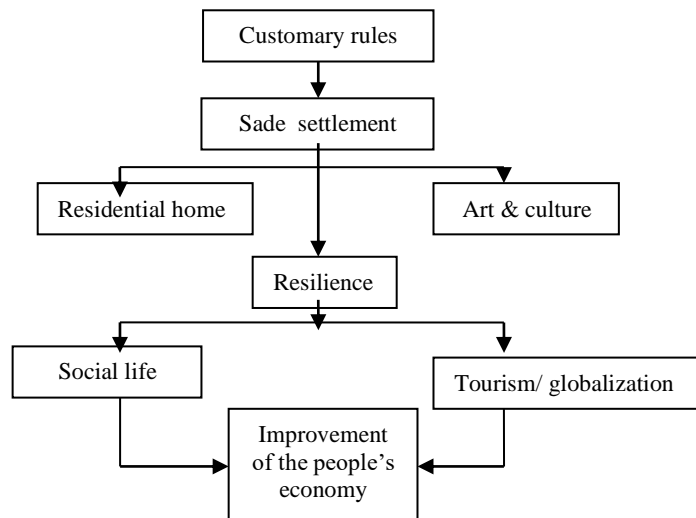 Customary rules
Sade settlement
Residential home
Art & culture
Resilience
Social life
Tourism/ globalization
Improvement
of the people’s
economy